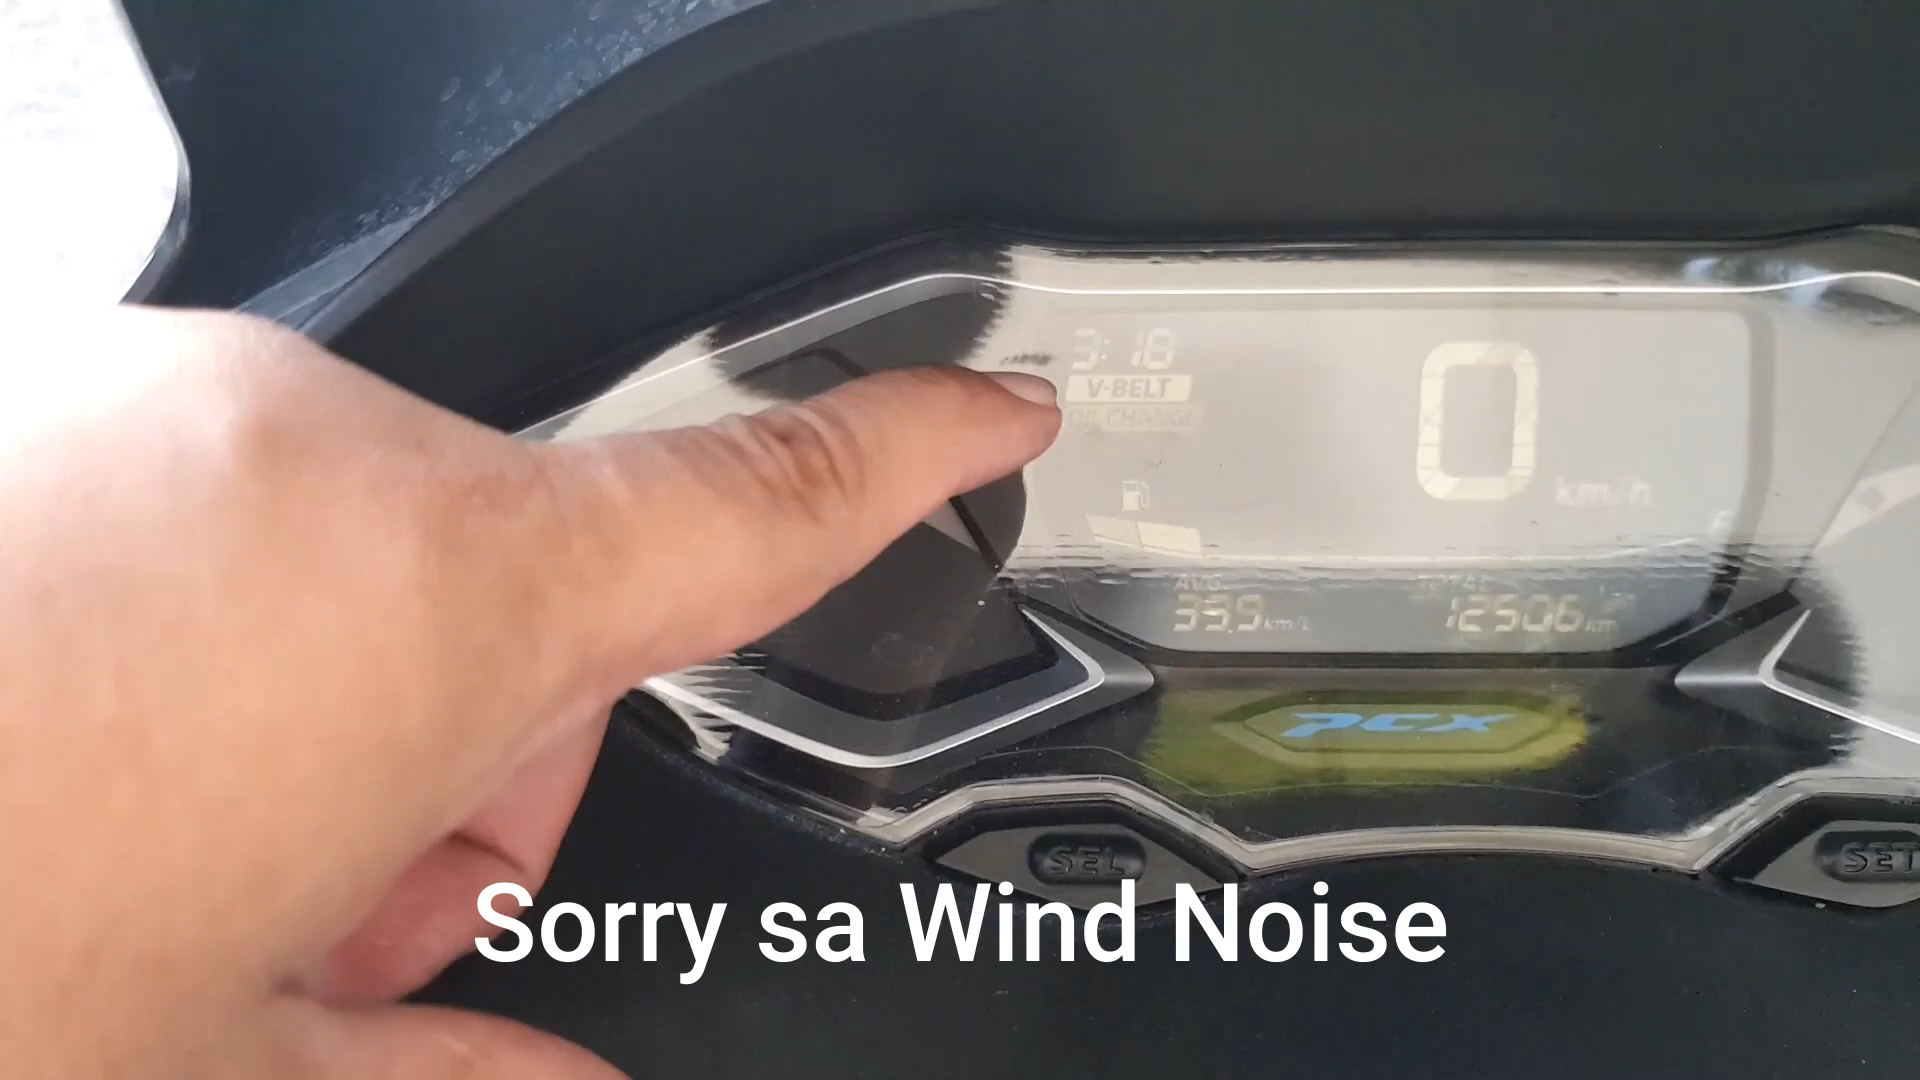 3:18
V-BELT
OIL CHANGE
0 km/h
AVG. TOTAL
39.9 km/L 12506 km
PCX
SEL SET
Sorry sa Wind Noise